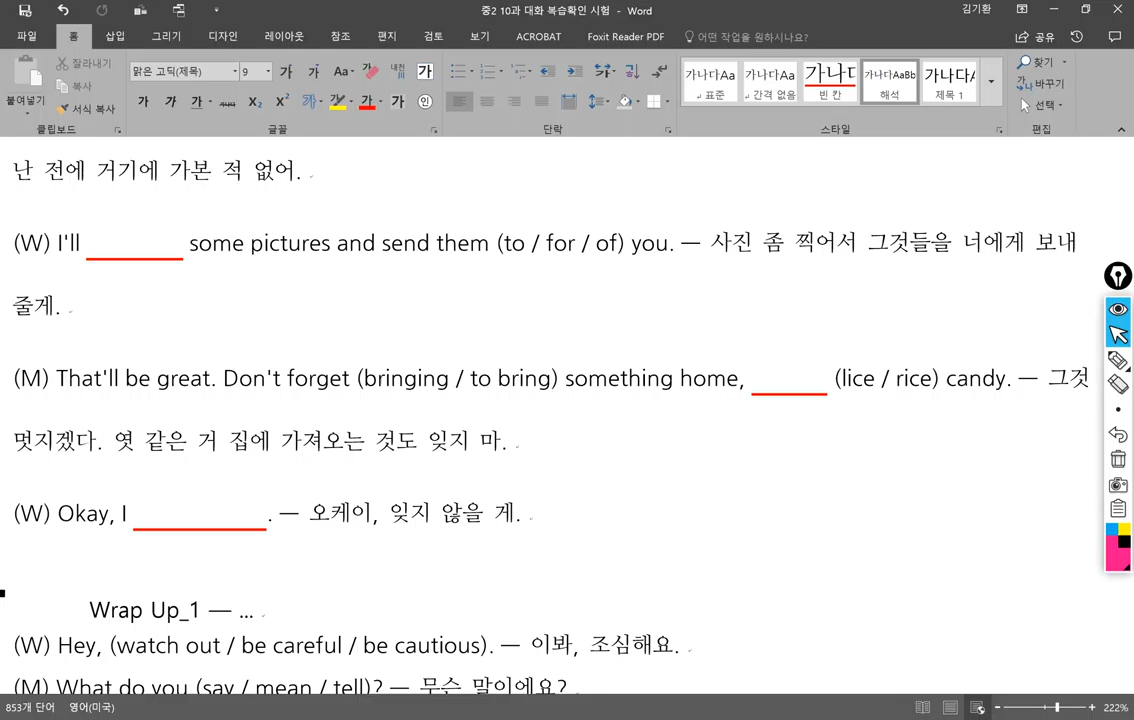 중2 10과 대화 복습확인 시험 - Word
김기환
파일 홈 삽입 그리기 디자인 레이아웃 참조 편지 검토 보기 ACROBAT Foxit Reader PDF 어떤 작업을 원하시나요? 공유
붙여넣기 잘라내기 복사 서식 복사
맑은 고딕(제목) 9
가나다Aa 표준 가나다Aa 간격 없음 빈 칸 가나다AaBb 해석 제목 1
찾기 바꾸기 선택
클립보드 글꼴 단락 스타일 편집
난 전에 거기에 가본 적 없어.
(W) I'll ________ some pictures and send them (to / for / of) you. — 사진 좀 찍어서 그것들을 너에게 보내
줄게.
(M) That'll be great. Don't forget (bringing / to bring) something home, ______ (lice / rice) candy. — 그것
멋지겠다. 엿 같은 거 집에 가져오는 것도 잊지 마.
(W) Okay, I ___________. — 오케이, 잊지 않을 게.
Wrap Up_1 — ...
(W) Hey, (watch out / be careful / be cautious). — 이봐, 조심해요.
(M) What do you (say / mean / tell)? — 무슨 말이에요?
853개 단어 영어(미국) 222%